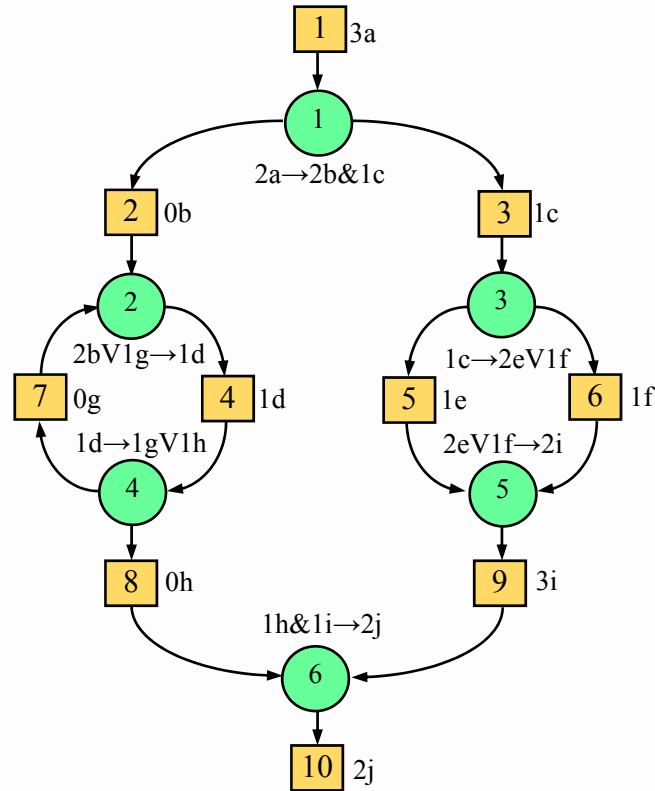 1 3a
1
2a→2b&1c
2 0b 3 1c
2 3
2bV1g→1d 1c→2eV1f
7 0g 4 1d 5 1e 6 1f
1d→1gV1h 2eV1f→2i
4 5
8 0h 9 3i
1h&1i→2j
6
10 2j